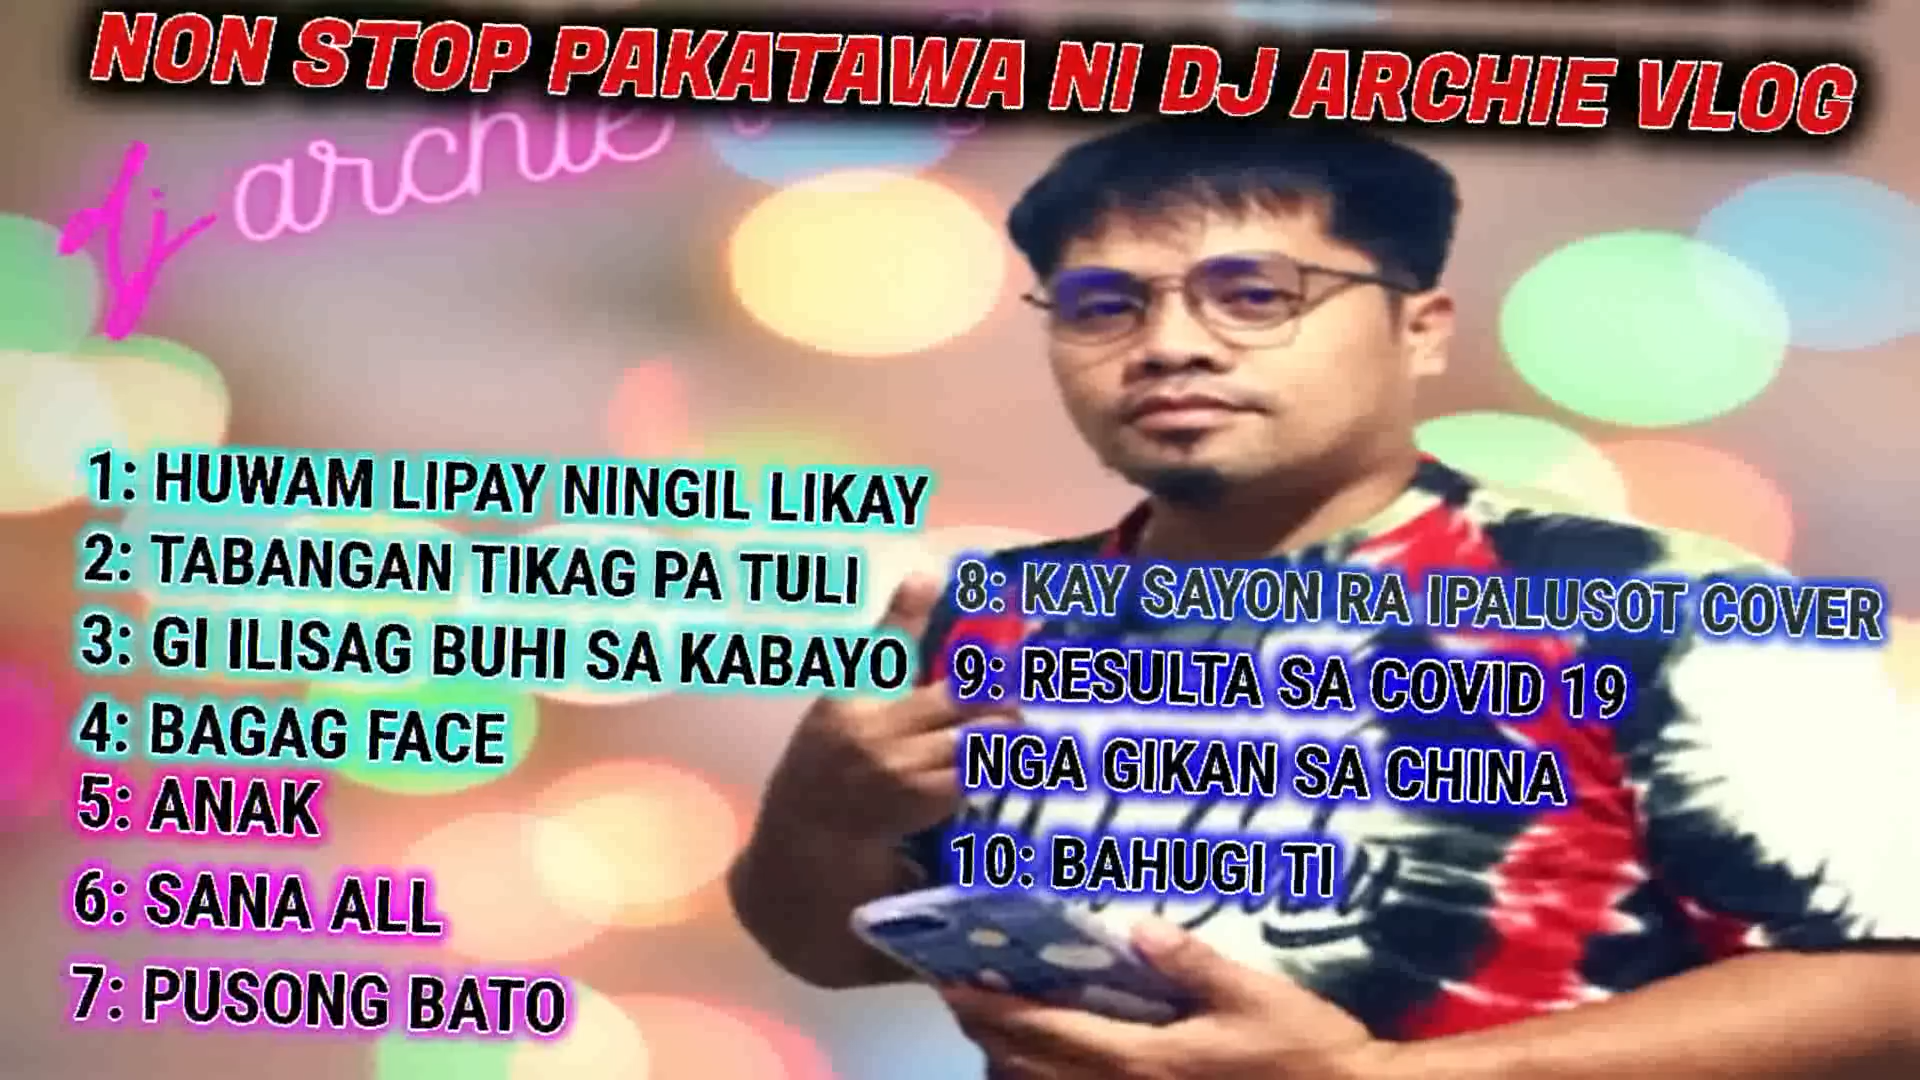 NON STOP PAKATAWA NI DJ ARCHIE VLOG
dj archie
1: HUWAM LIPAY NINGIL LIKAY
2: TABANGAN TIKAG PA TULI
3: GI ILISAG BUHI SA KABAYO
4: BAGAG FACE
5: ANAK
6: SANA ALL
7: PUSONG BATO
8: KAY SAYON RA IPALUSOT COVER
9: RESULTA SA COVID 19
NGA GIKAN SA CHINA
10: BAHUGI TI